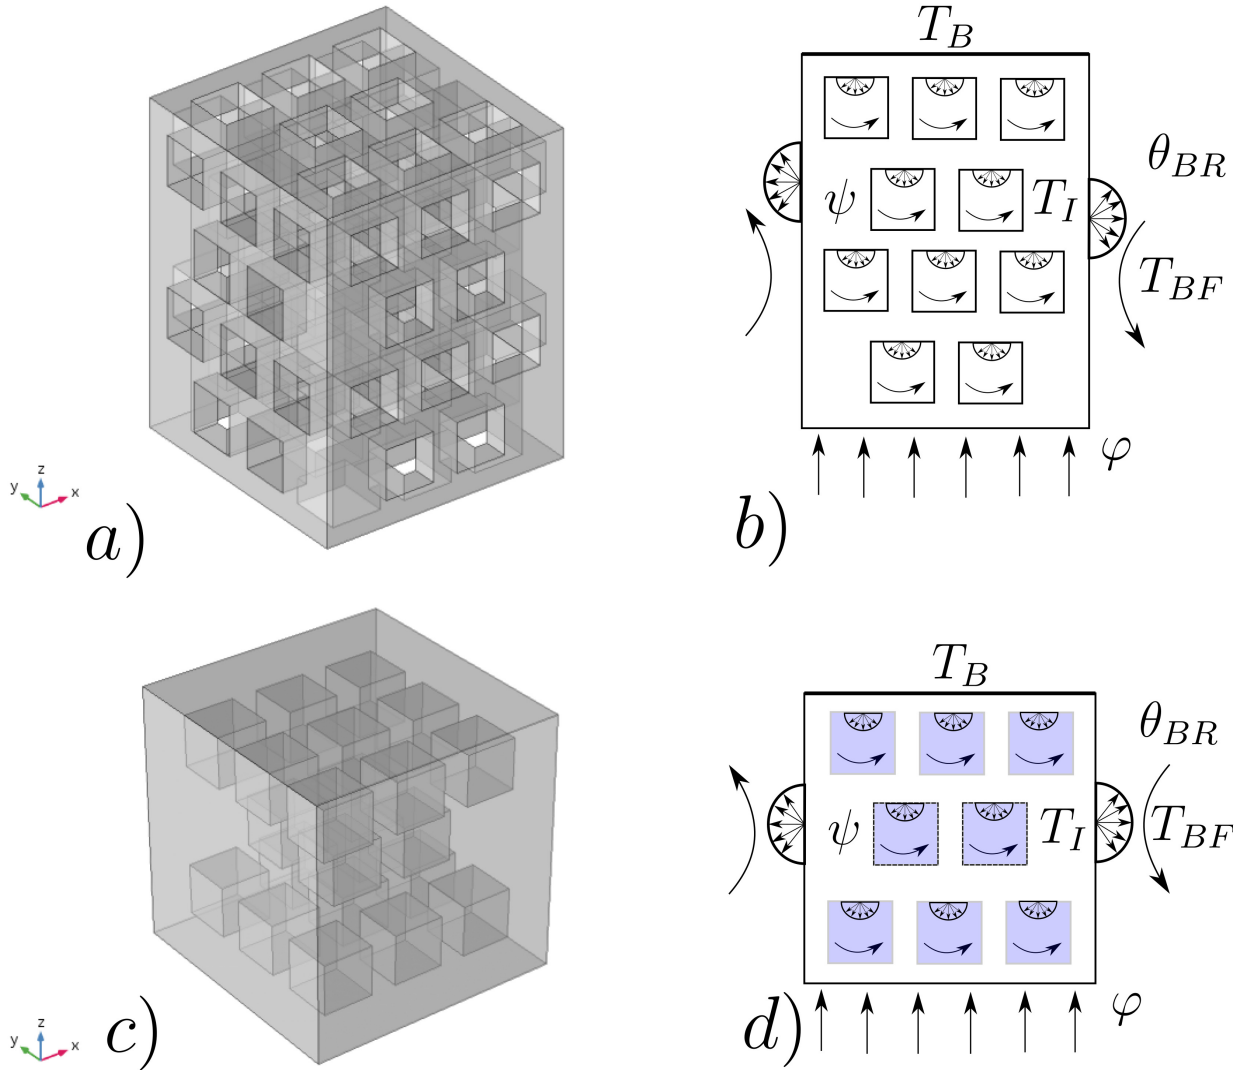 T_B
θ_BR
ψ
T_I
T_BF
z
y
x
a)
b)
φ
T_B
θ_BR
ψ
T_I
T_BF
z
y
x
c)
d)
φ